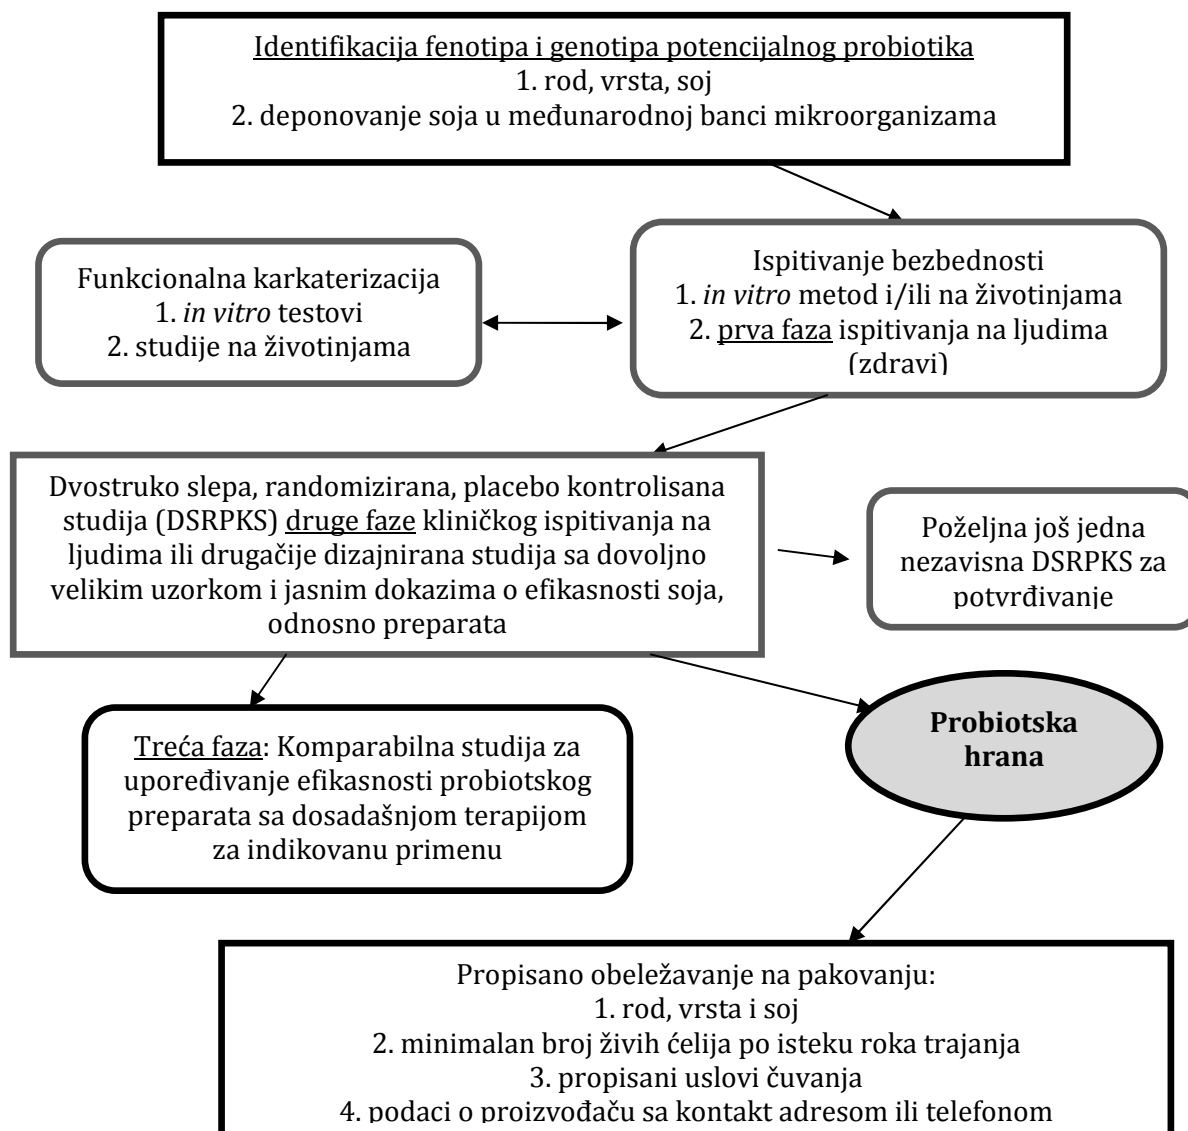 Identifikacija fenotipa i genotipa potencijalnog probiotika
1. rod, vrsta, soj
2. deponovanje soja u međunarodnoj banci mikroorganizama
Funkcionalna karkaterizacija
1. in vitro testovi
2. studije na životinjama
Ispitivanje bezbednosti
1. in vitro metod i/ili na životinjama
2. prva faza ispitivanja na ljudima
(zdravi)
Dvostruko slepa, randomizirana, placebo kontrolisana
studija (DSRPKS) druge faze kliničkog ispitivanja na
ljudima ili drugačije dizajnirana studija sa dovoljno
velikim uzorkom i jasnim dokazima o efikasnosti soja,
odnosno preparata
Poželjna još jedna
nezavisna DSRPKS za
potvrđivanje
Treća faza: Komparabilna studija za
upoređivanje efikasnosti probiotskog
preparata sa dosadašnjom terapijom
za indikovanu primenu
Probiotska
hrana
Propisano obeležavanje na pakovanju:
1. rod, vrsta i soj
2. minimalan broj živih ćelija po isteku roka trajanja
3. propisani uslovi čuvanja
4. podaci o proizvođaču sa kontakt adresom ili telefonom